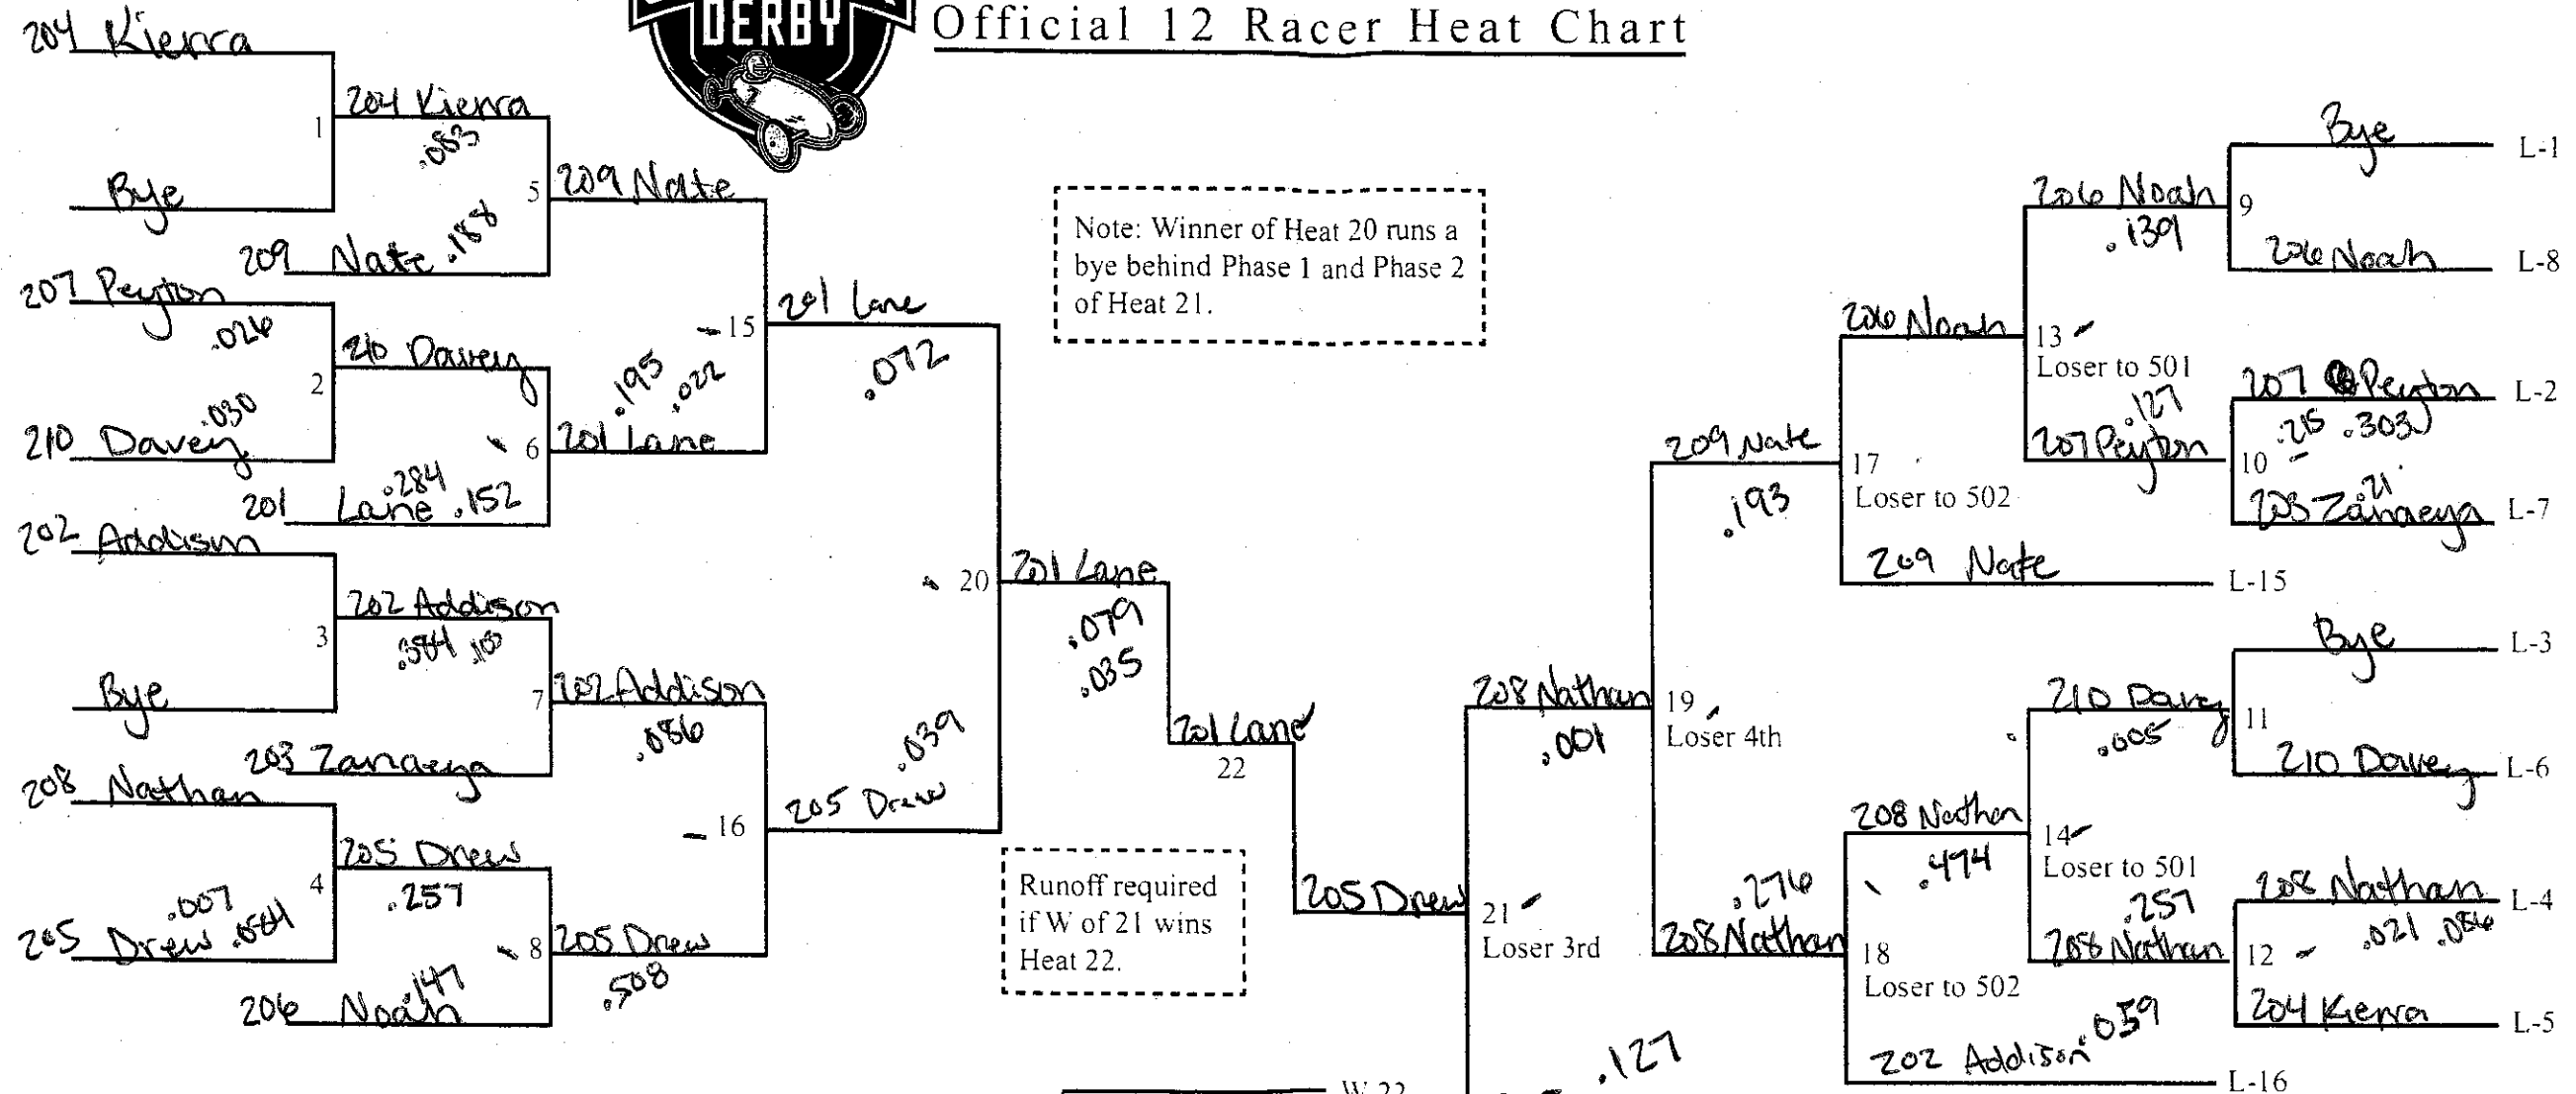 DERBY
Official 12 Racer Heat Chart
204 Kierra
Bye
1
204 Kierra
.083
209 Nate .188
5
209 Nate
207 Peyton
.026
210 Davey
.030
2
210 Davey
201 Lane .152
.284
6
201 Lane
.195
.022
15
201 Lane
.072
202 Addison
Bye
3
202 Addison
203 Zanaeya
7
202 Addison
.086
208 Nathan
205 Drew
.007
4
205 Drew
.257
206 Noah
.147
8
205 Drew
.508
16
205 Drew
.039
20
201 Lane
.079
.035
201 Lane
22
Note: Winner of Heat 20 runs a
bye behind Phase 1 and Phase 2
of Heat 21.
Runoff required
if W of 21 wins
Heat 22.
205 Drew
21
Loser 3rd
208 Nathan
.001
19
Loser 4th
209 Nate
.193
208 Nathan
.276
.127
W-22
206 Noah
17
Loser to 502
209 Nate
L-15
206 Noah
.139
13
Loser to 501
207 Peyton
.127
Bye
L-1
9
206 Noah
L-8
207 Peyton
L-2
.215 .303
10
.21
203 Zanaeya
L-7
208 Nathan
.474
18
Loser to 502
202 Addison
.059
L-16
210 Davey
.005
14
Loser to 501
208 Nathan
.257
Bye
L-3
11
210 Davey
L-6
208 Nathan
L-4
.021 .086
12
204 Kierra
L-5